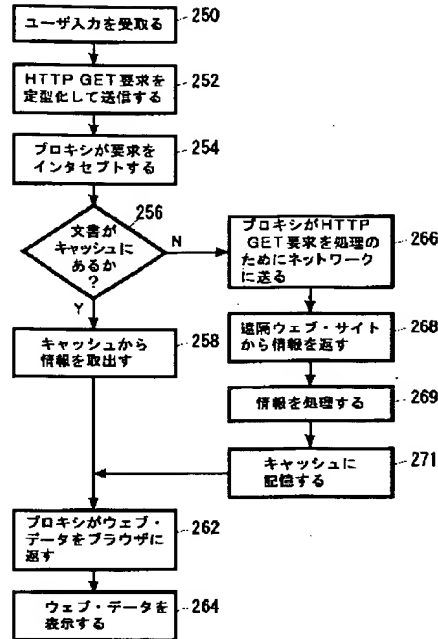 ユーザ入力を受取る
250
HTTP GET要求を
定型化して送信する
252
プロキシが要求を
インタセプトする
254
256
文書が
キャッシュに
あるか
?
N
Y
プロキシがHTTP
GET要求を処理の
ためにネットワーク
に送る
266
キャッシュから
情報を取出す
258
遠隔ウェブ・サイト
から情報を返す
268
情報を処理する
269
キャッシュに
記憶する
271
プロキシがウェブ・
データをブラウザに
返す
262
ウェブ・データを
表示する
264